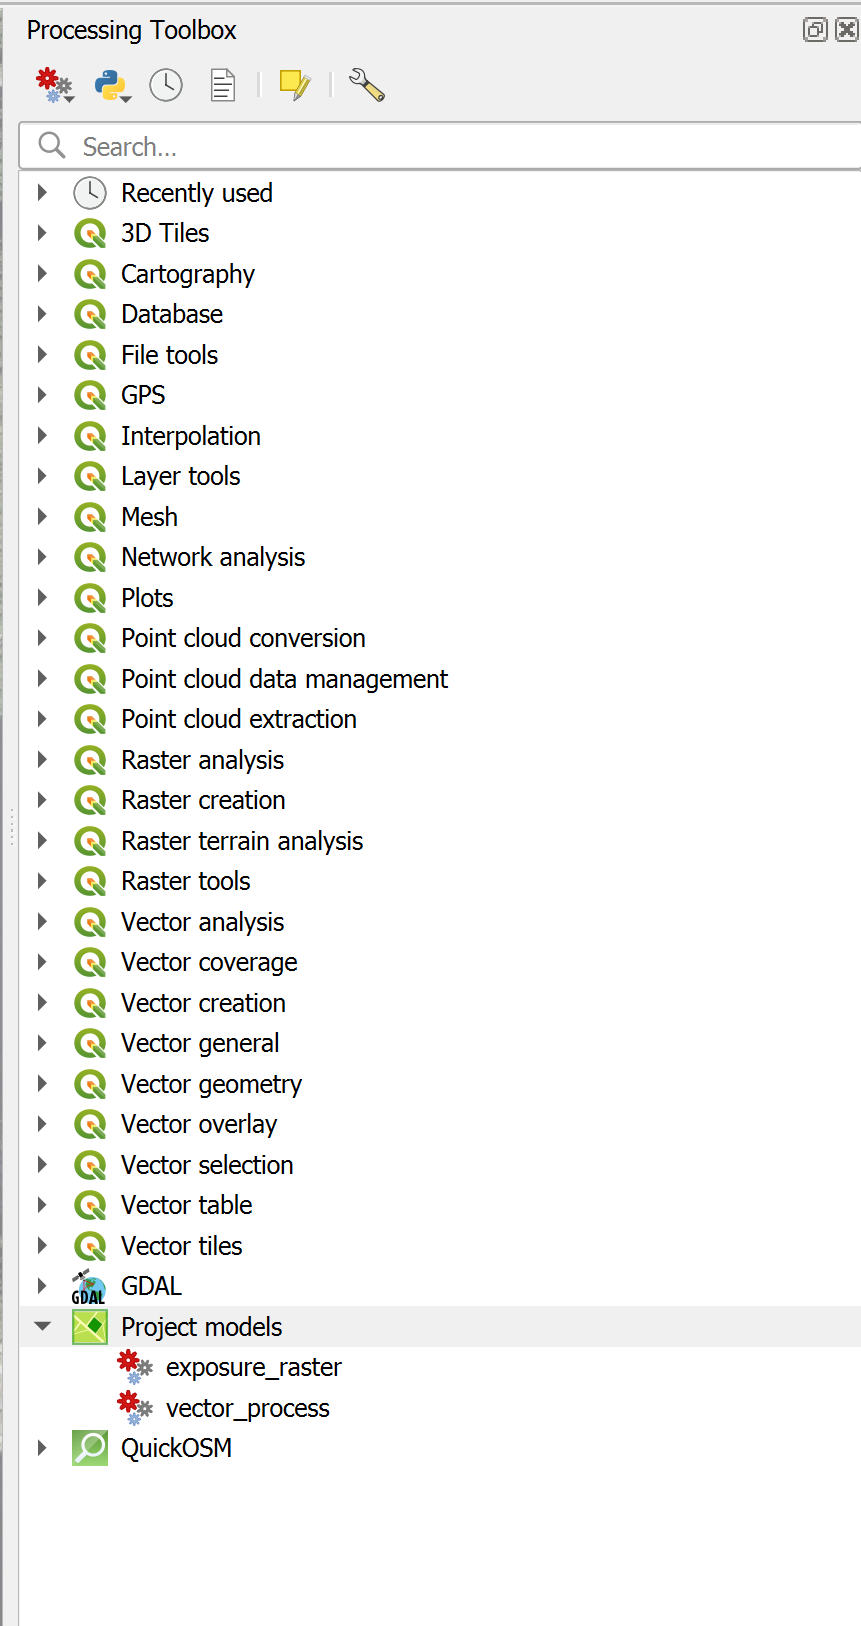 Processing Toolbox
Search...
Recently used
3D Tiles
Cartography
Database
File tools
GPS
Interpolation
Layer tools
Mesh
Network analysis
Plots
Point cloud conversion
Point cloud data management
Point cloud extraction
Raster analysis
Raster creation
Raster terrain analysis
Raster tools
Vector analysis
Vector coverage
Vector creation
Vector general
Vector geometry
Vector overlay
Vector selection
Vector table
Vector tiles
GDAL GDAL
Project models
exposure_raster
vector_process
QuickOSM